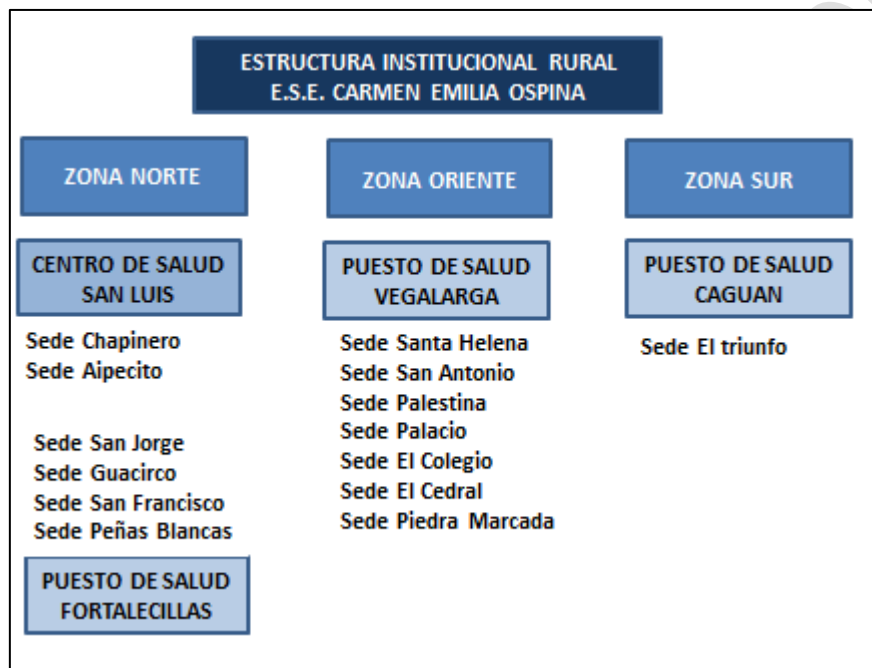 ESTRUCTURA INSTITUCIONAL RURAL
E.S.E. CARMEN EMILIA OSPINA
ZONA NORTE
CENTRO DE SALUD
SAN LUIS
Sede Chapinero
Sede Aipecito
Sede San Jorge
Sede Guacirco
Sede San Francisco
Sede Peñas Blancas
PUESTO DE SALUD
FORTALECILLAS
ZONA ORIENTE
PUESTO DE SALUD
VEGALARGA
Sede Santa Helena
Sede San Antonio
Sede Palestina
Sede Palacio
Sede El Colegio
Sede El Cedral
Sede Piedra Marcada
ZONA SUR
PUESTO DE SALUD
CAGUAN
Sede El triunfo